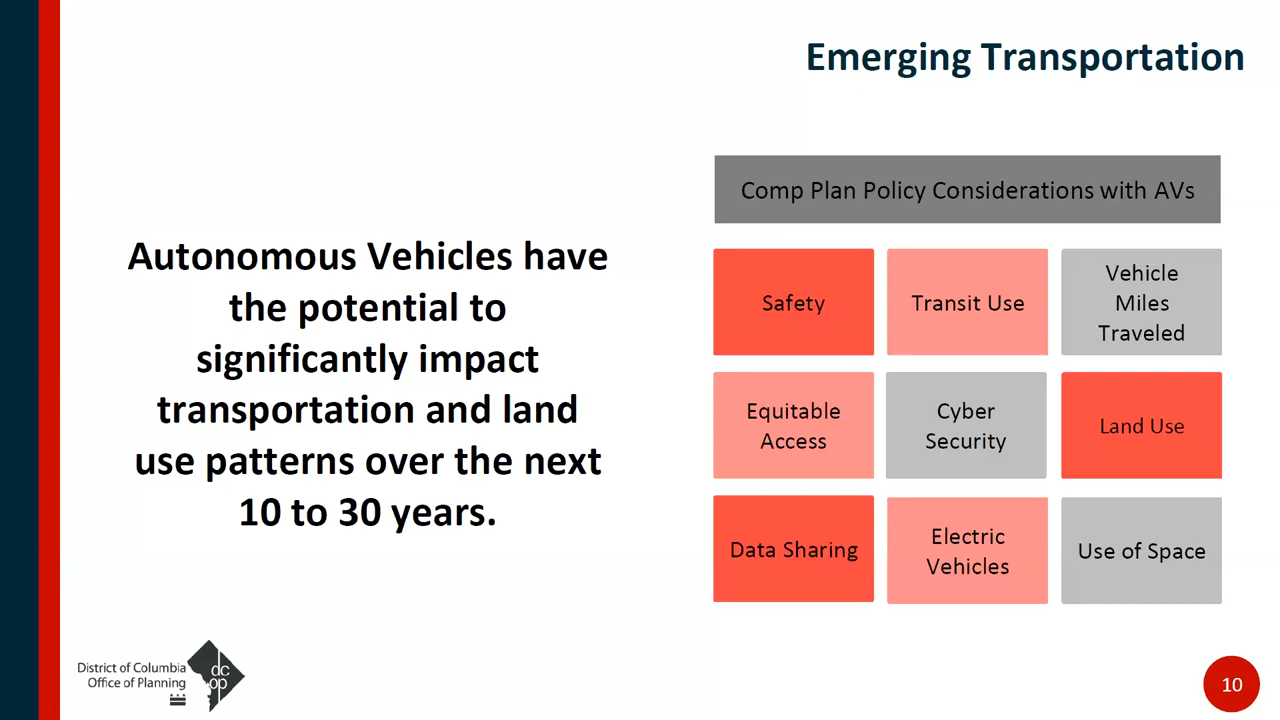 Emerging Transportation
Autonomous Vehicles have
the potential to
significantly impact
transportation and land
use patterns over the next
10 to 30 years.
Comp Plan Policy Considerations with AVs
Safety
Transit Use
Vehicle
Miles
Traveled
Equitable
Access
Cyber
Security
Land Use
Data Sharing
Electric
Vehicles
Use of Space
District of Columbia
Office of Planning
dc
op
10